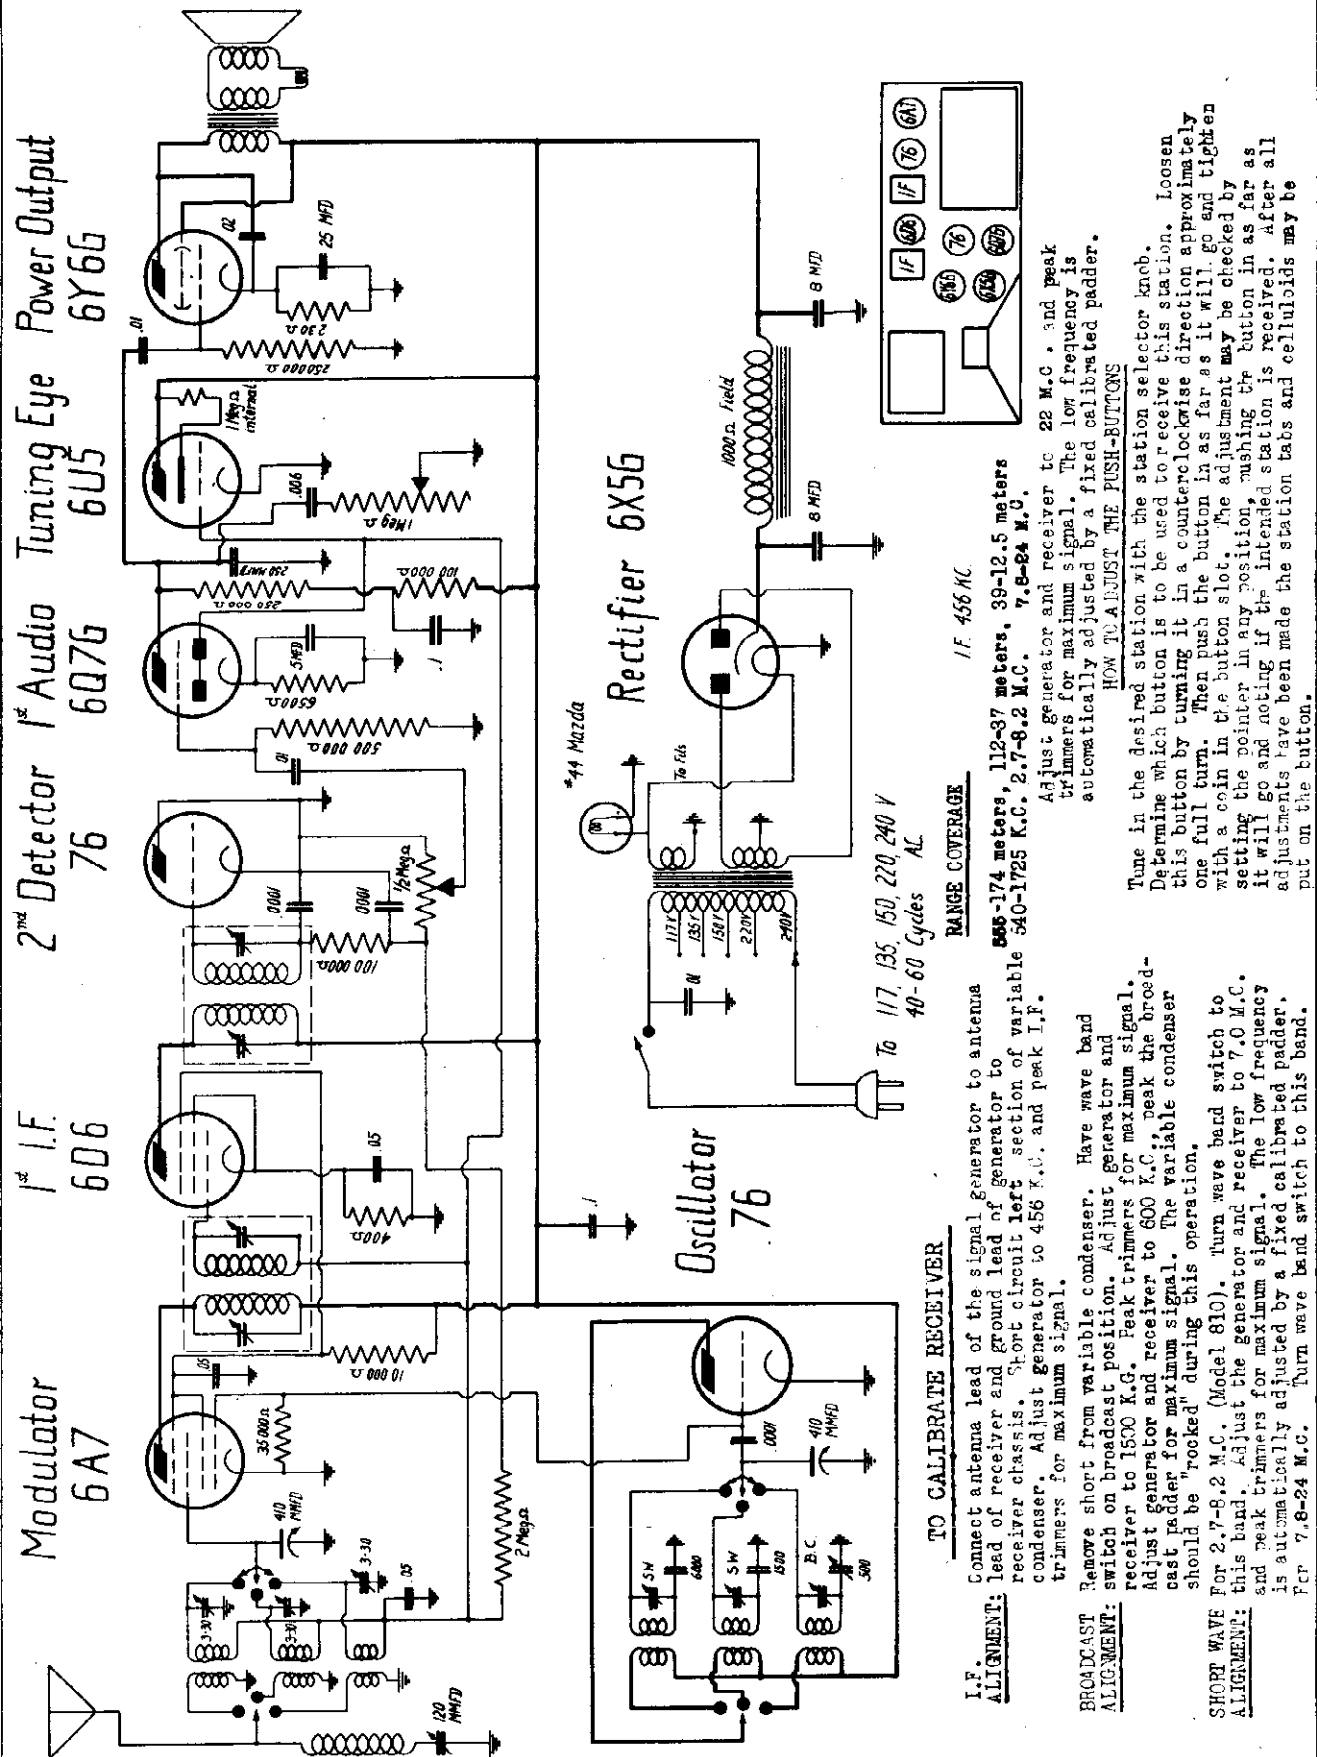 Modulator
6A7
1st I.F.
6D6
2nd Detector
76
1st Audio
6Q7G
Tuning Eye
6U5
Power Output
6Y6G
3-30
3-30
3-30
410 MMFD
120 MMFD
.05
35000Ω
.05
10 000 Ω
2 Meg Ω
400Ω
.05
100 000Ω
.0001
.0001
1/2 Meg Ω
.01
500 000Ω
6500Ω
5MFD
250 000Ω
250 MMFD
100 000Ω
.1
.006
1 Meg Ω
1 Meg Ω internal
.01
250000 Ω
230Ω
25 MFD
.02
.1
Oscillator
76
S.W
600
S.W
1500
B.C.
500
.0001
410 MMFD
Rectifier 6X5G
#44 Mazda
To Fils
117V
135V
150V
220V
240V
.01
To 117, 135, 150, 220, 240 V
40-60 Cycles AC
1000Ω Field
8 MFD
8 MFD
I.F. 456 KC.
IF
6D6
IF
76
6A7
6Y6G
76
6X5G
6Q7G
TO CALIBRATE RECEIVER
I.F. ALIGNMENT:
Connect antenna lead of the signal generator to antenna
lead of receiver and ground lead of generator to
receiver chassis. Short circuit left section of variable
condenser. Adjust generator to 456 K.C. and peak I.F.
trimmers for maximum signal.
BROADCAST ALIGNMENT:
Remove short from variable condenser. Have wave band
switch on broadcast position. Adjust generator and
receiver to 1500 K.G. Peak trimmers for maximum signal.
Adjust generator and receiver to 600 K.C., peak the broad-
cast padder for maximum signal. The variable condenser
should be "rocked" during this operation.
SHORT WAVE ALIGNMENT:
For 2.7-8.2 M.C. (Model 810). Turn wave band switch to
this band. Adjust the generator and receiver to 7.0 M.C.
and peak trimmers for maximum signal. The low frequency
is automatically adjusted by a fixed calibrated padder.
For 7.8-24 M.C. Turn wave band switch to this band.
RANGE COVERAGE
555-174 meters, 112-37 meters, 39-12.5 meters
540-1725 K.C. 2.7-8.2 M.C. 7.8-24 M.C.
Adjust generator and receiver to 22 M.C. and peak
trimmers for maximum signal. The low frequency is
automatically adjusted by a fixed calibrated padder.
HOW TO ADJUST THE PUSH-BUTTONS
Tune in the desired station with the station selector knob.
Determine which button is to be used to receive this station. Loosen
this button by turning it in a counterclockwise direction approximately
one full turn. Then push the button in as far as it will go and tighten
with a coin in the button slot. The adjustment may be checked by
setting the pointer in any position, pushing the button in as far as
it will go and noting if the intended station is received. After all
adjustments have been made the station tabs and celluloids may be
put on the button.